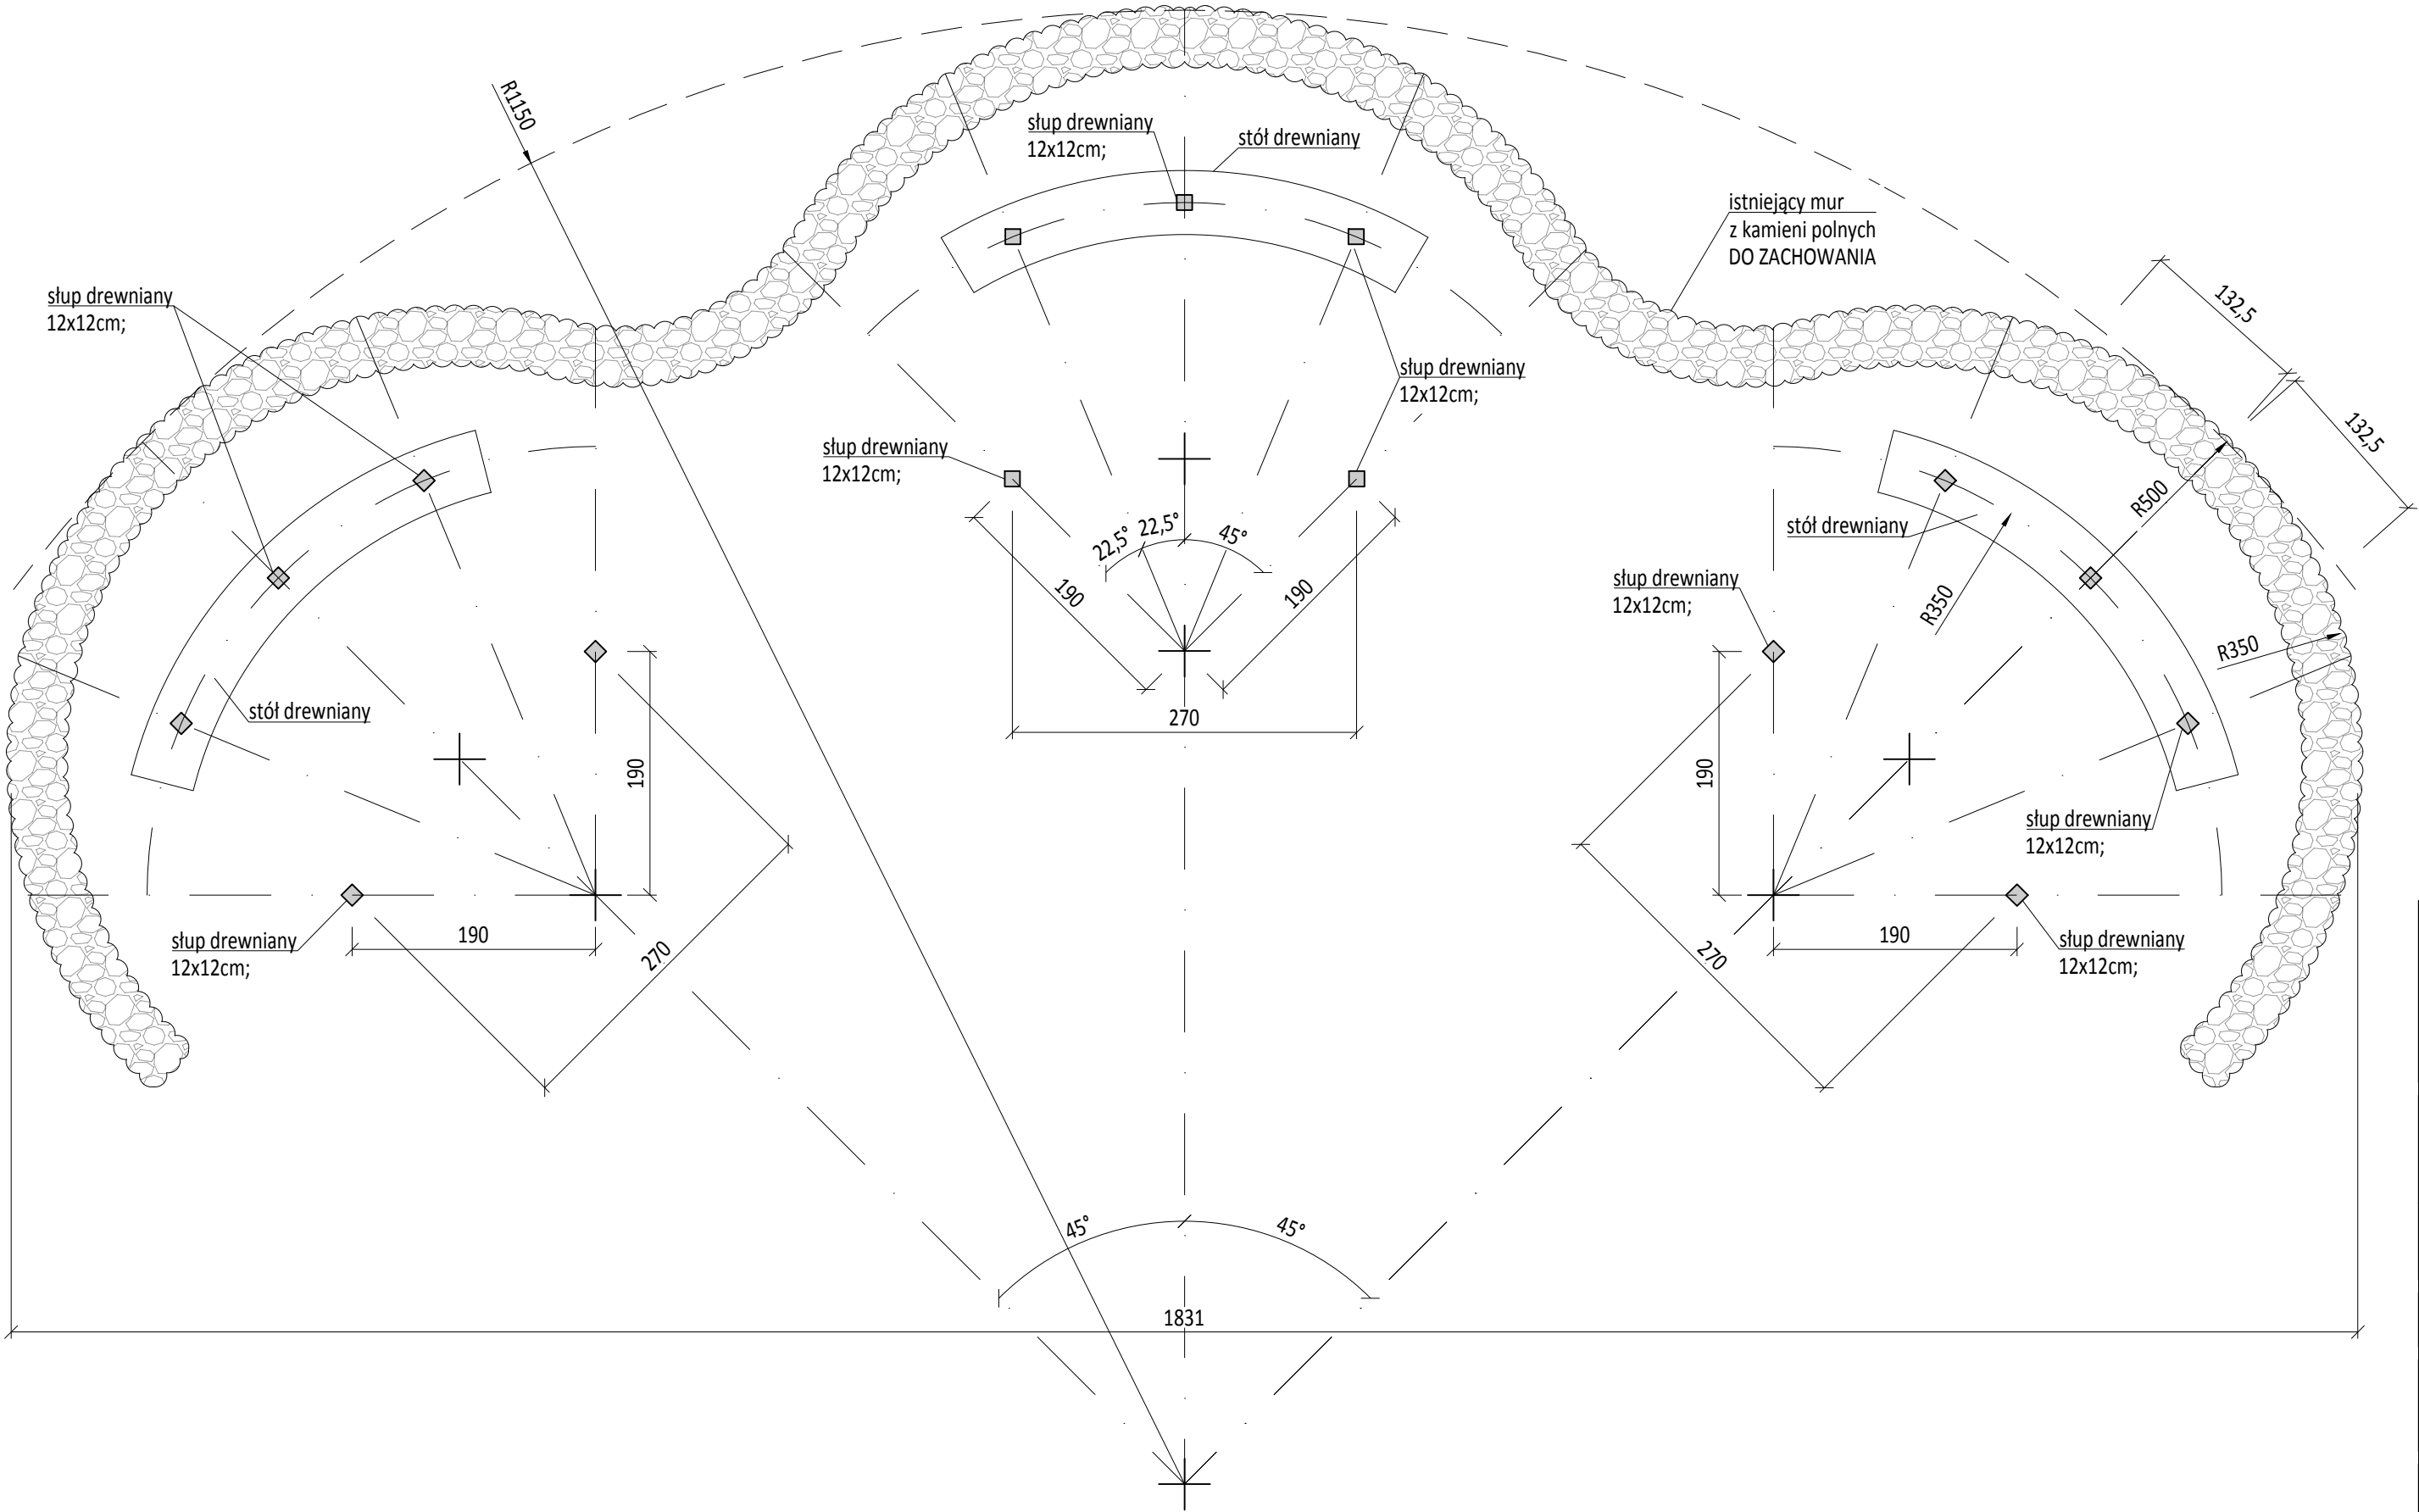 R1150
słup drewniany
12x12cm;
stół drewniany
istniejący mur
z kamieni polnych
DO ZACHOWANIA
132,5
132,5
słup drewniany
12x12cm;
słup drewniany
12x12cm;
słup drewniany
12x12cm;
R500
stół drewniany
22,5°
22,5°
45°
190
190
słup drewniany
12x12cm;
R350
R350
stół drewniany
270
190
190
słup drewniany
12x12cm;
słup drewniany
12x12cm;
190
270
270
190
słup drewniany
12x12cm;
45°
45°
1831